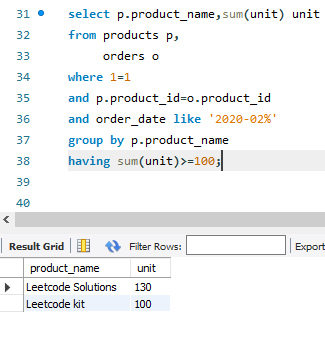 31 select p.product_name,sum(unit) unit
32 from products p,
33 orders o
34 where 1=1
35 and p.product_id=o.product_id
36 and order_date like '2020-02%'
37 group by p.product_name
38 having sum(unit)>=100;
39
40
Result Grid Filter Rows: Export
product_name unit
Leetcode Solutions 130
Leetcode kit 100